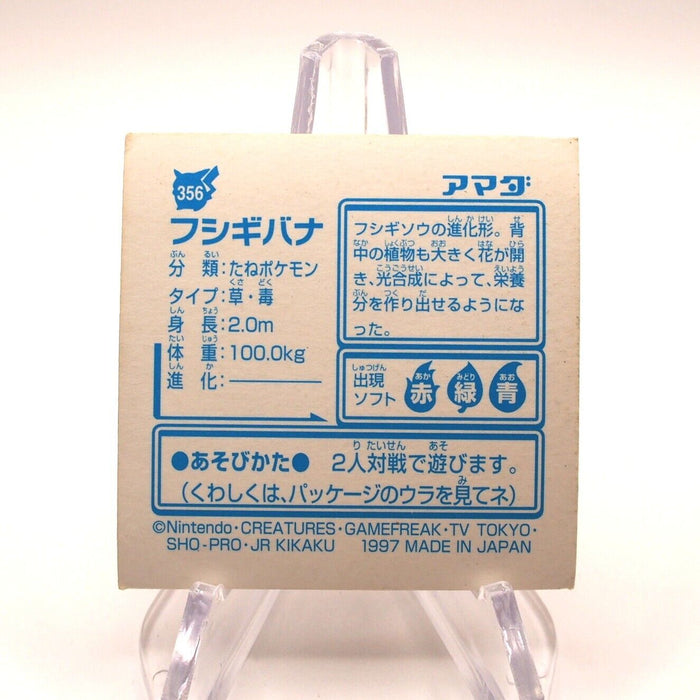 356
アマダ
フシギバナ
分類：たねポケモン
タイプ：草・毒
身長：2.0m
体重：100.0kg
進化：―――――
フシギソウの進化形。背
中の植物も大きく花が開
き、光合成によって、栄養
分を作り出せるようにな
った。
出現
ソフト
赤 緑 青
●あそびかた● 2人対戦で遊びます。
(くわしくは、パッケージのウラを見てネ)
©Nintendo・CREATURES・GAMEFREAK・TV TOKYO・
SHO-PRO・JR KIKAKU 1997 MADE IN JAPAN